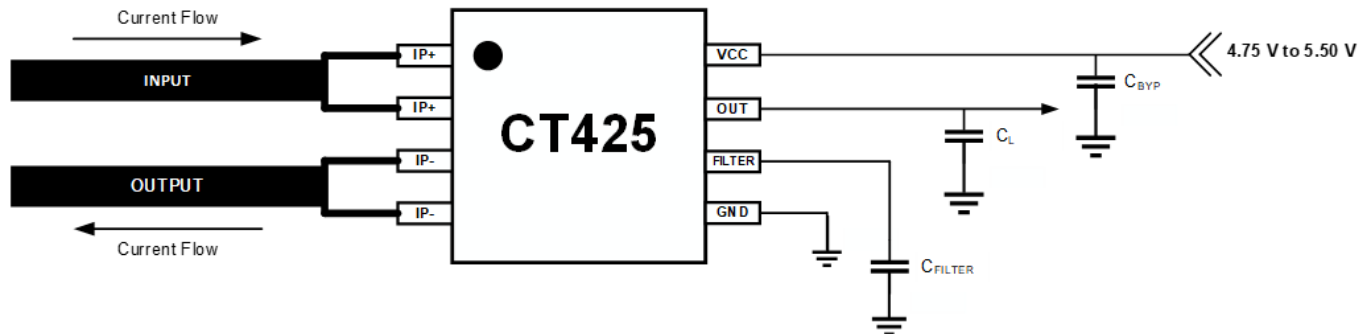 Current Flow
INPUT
OUTPUT
Current Flow
IP+
IP+
IP-
IP-
CT425
VCC
OUT
FILTER
GND
4.75 V to 5.50 V
CBYP
CL
CFILTER